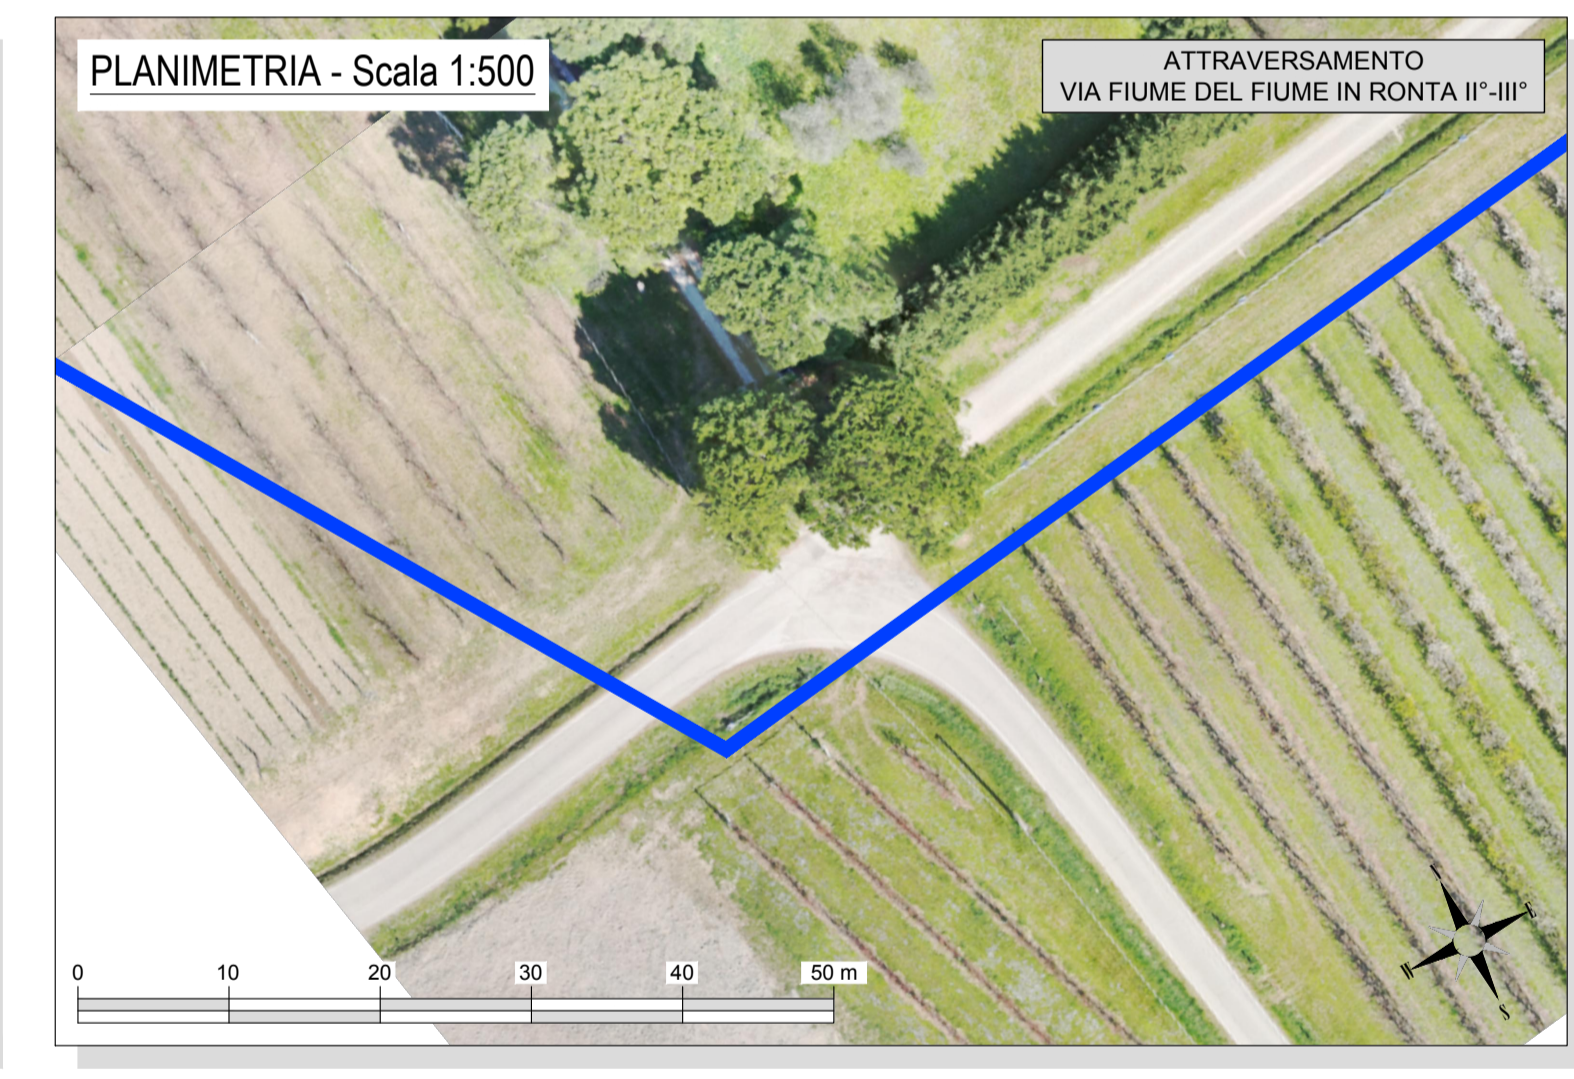 PLANIMETRIA - Scala 1:500
ATTRAVERSAMENTO
VIA FIUME DEL FIUME IN RONTA II°-III°
0 10 20 30 40 50 m
E
S